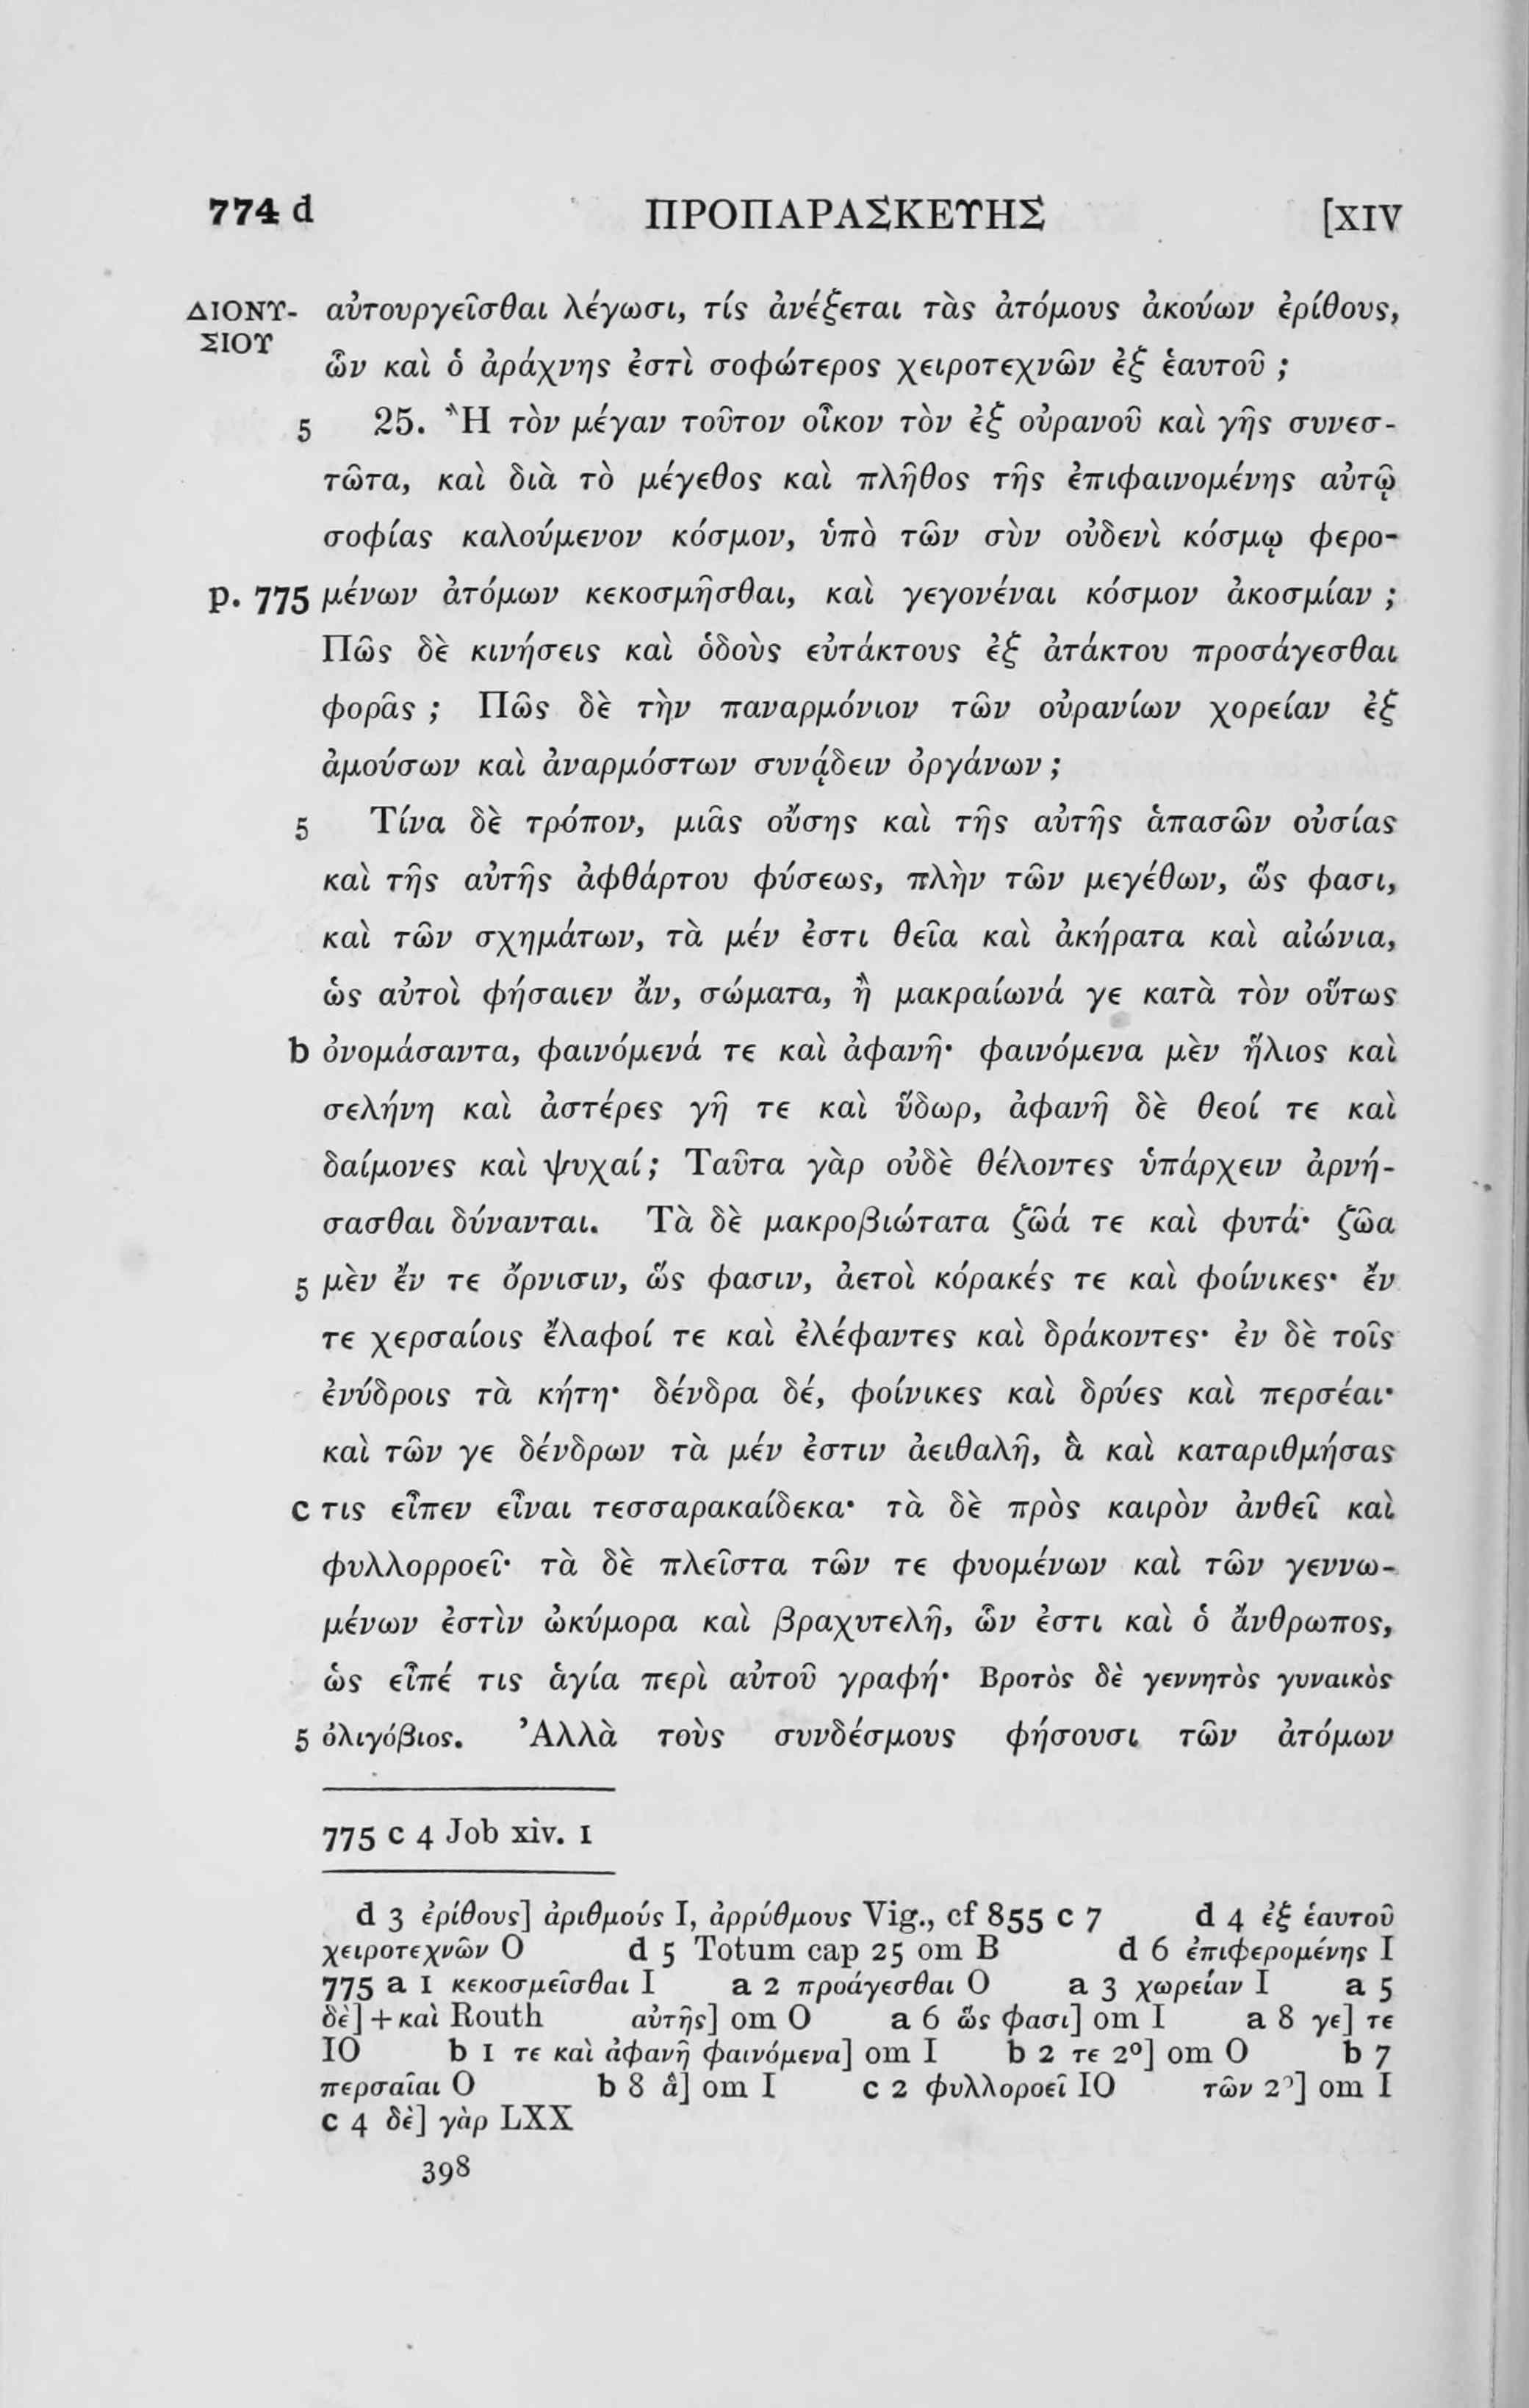 774 d ΠΡΟΠΑΡΑΣΚΕΥΗΣ [XIV
ΔΙΟΝΥ- αὐτουργεῖσθαι λέγωσι, τίς ἀνέξεται τὰς ἀτόμους ἀκούων ἐρίθους,
ΣΙΟΥ ὧν καὶ ὁ ἀράχνης ἐστὶ σοφώτερος χειροτεχνῶν ἐξ ἑαυτοῦ ;
5 25. Ἢ τὸν μέγαν τοῦτον οἶκον τὸν ἐξ οὐρανοῦ καὶ γῆς συνεσ-
τῶτα, καὶ διὰ τὸ μέγεθος καὶ πλῆθος τῆς ἐπιφαινομένης αὐτῷ
σοφίας καλούμενον κόσμον, ὑπὸ τῶν σὺν οὐδενὶ κόσμῳ φερο-
p. 775 μένων ἀτόμων κεκοσμῆσθαι, καὶ γεγονέναι κόσμον ἀκοσμίαν ;
Πῶς δὲ κινήσεις καὶ ὁδοὺς εὐτάκτους ἐξ ἀτάκτου προσάγεσθαι
φορᾶς ; Πῶς δὲ τὴν παναρμόνιον τῶν οὐρανίων χορείαν ἐξ
ἀμούσων καὶ ἀναρμόστων συνᾴδειν ὀργάνων ;
5 Τίνα δὲ τρόπον, μιᾶς οὔσης καὶ τῆς αὐτῆς ἁπασῶν οὐσίας
καὶ τῆς αὐτῆς ἀφθάρτου φύσεως, πλὴν τῶν μεγέθων, ὥς φασι,
καὶ τῶν σχημάτων, τὰ μέν ἐστι θεῖα καὶ ἀκήρατα καὶ αἰώνια,
ὡς αὐτοὶ φήσαιεν ἄν, σώματα, ἢ μακραίωνά γε κατὰ τὸν οὕτως
b ὀνομάσαντα, φαινόμενά τε καὶ ἀφανῆ· φαινόμενα μὲν ἥλιος καὶ
σελήνη καὶ ἀστέρες γῆ τε καὶ ὕδωρ, ἀφανῆ δὲ θεοί τε καὶ
δαίμονες καὶ ψυχαί ; Ταῦτα γὰρ οὐδὲ θέλοντες ὑπάρχειν ἀρνή-
σασθαι δύνανται. Τὰ δὲ μακροβιώτατα ζῶά τε καὶ φυτά· ζῶα
5 μὲν ἔν τε ὄρνισιν, ὥς φασιν, ἀετοὶ κόρακές τε καὶ φοίνικες· ἔν
τε χερσαίοις ἔλαφοί τε καὶ ἐλέφαντες καὶ δράκοντες· ἐν δὲ τοῖς
ἐνύδροις τὰ κήτη· δένδρα δέ, φοίνικες καὶ δρύες καὶ περσέαι·
καὶ τῶν γε δένδρων τὰ μέν ἐστιν ἀειθαλῆ, ἃ καὶ καταριθμήσας
c τις εἶπεν εἶναι τεσσαρακαίδεκα· τὰ δὲ πρὸς καιρὸν ἀνθεῖ καὶ
φυλλορροεῖ· τὰ δὲ πλεῖστα τῶν τε φυομένων καὶ τῶν γεννω-
μένων ἐστὶν ὠκύμορα καὶ βραχυτελῆ, ὧν ἐστι καὶ ὁ ἄνθρωπος,
ὡς εἶπέ τις ἁγία περὶ αὐτοῦ γραφή· Βροτὸς δὲ γεννητὸς γυναικὸς
5 ὀλιγόβιος. Ἀλλὰ τοὺς συνδέσμους φήσουσι τῶν ἀτόμων
775 c 4 Job xiv. 1
d 3 ἐρίθους] ἀριθμούς I, ἀρρύθμους Vig., cf 855 c 7 d 4 ἐξ ἑαυτοῦ
χειροτεχνῶν O d 5 Totum cap 25 om B d 6 ἐπιφερομένης I
775 a 1 κεκοσμεῖσθαι I a 2 προάγεσθαι O a 3 χωρείαν I a 5
δὲ] + καὶ Routh αὐτῆς] om O a 6 ὥς φασι] om I a 8 γε] τε
IO b 1 τε καὶ ἀφανῆ φαινόμενα] om I b 2 τε 2º] om O b 7
περσαῖαι O b 8 ἃ] om I c 2 φυλλοροεῖ IO τῶν 2º] om I
c 4 δὲ] γὰρ LXX
398